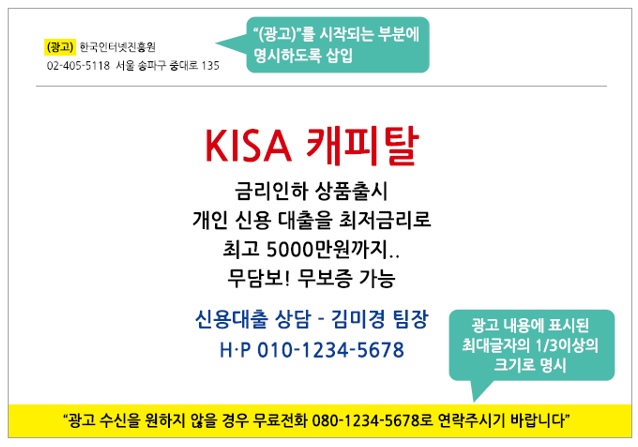 (광고) 한국인터넷진흥원
02-405-5118 서울 송파구 중대로 135
“(광고)”를 시작되는 부분에
명시하도록 삽입
KISA 캐피탈
금리인하 상품출시
개인 신용 대출을 최저금리로
최고 5000만원까지..
무담보! 무보증 가능
신용대출 상담 - 김미경 팀장
H·P 010-1234-5678
광고 내용에 표시된
최대글자의 1/3이상의
크기로 명시
“광고 수신을 원하지 않을 경우 무료전화 080-1234-5678로 연락주시기 바랍니다”